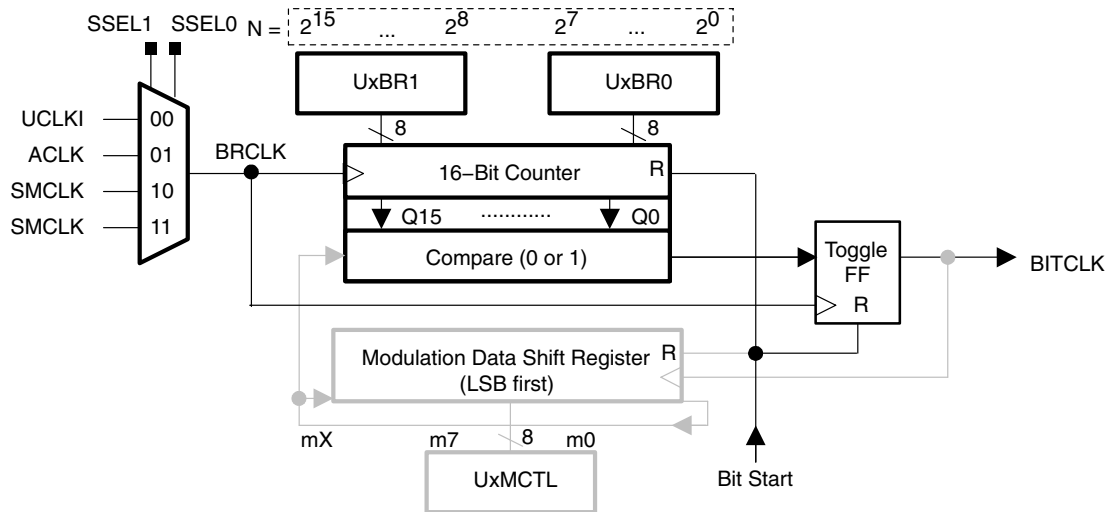 SSEL1 SSEL0 N = 2^15 ... 2^8 2^7 ... 2^0
UxBR1 UxBR0
8 8
UCLKI 00
ACLK 01
SMCLK 10
SMCLK 11
BRCLK
16–Bit Counter R
Q15 ............ Q0
Compare (0 or 1)
Toggle
FF
R
BITCLK
Modulation Data Shift Register R
(LSB first)
mX m7 8 m0
UxMCTL
Bit Start